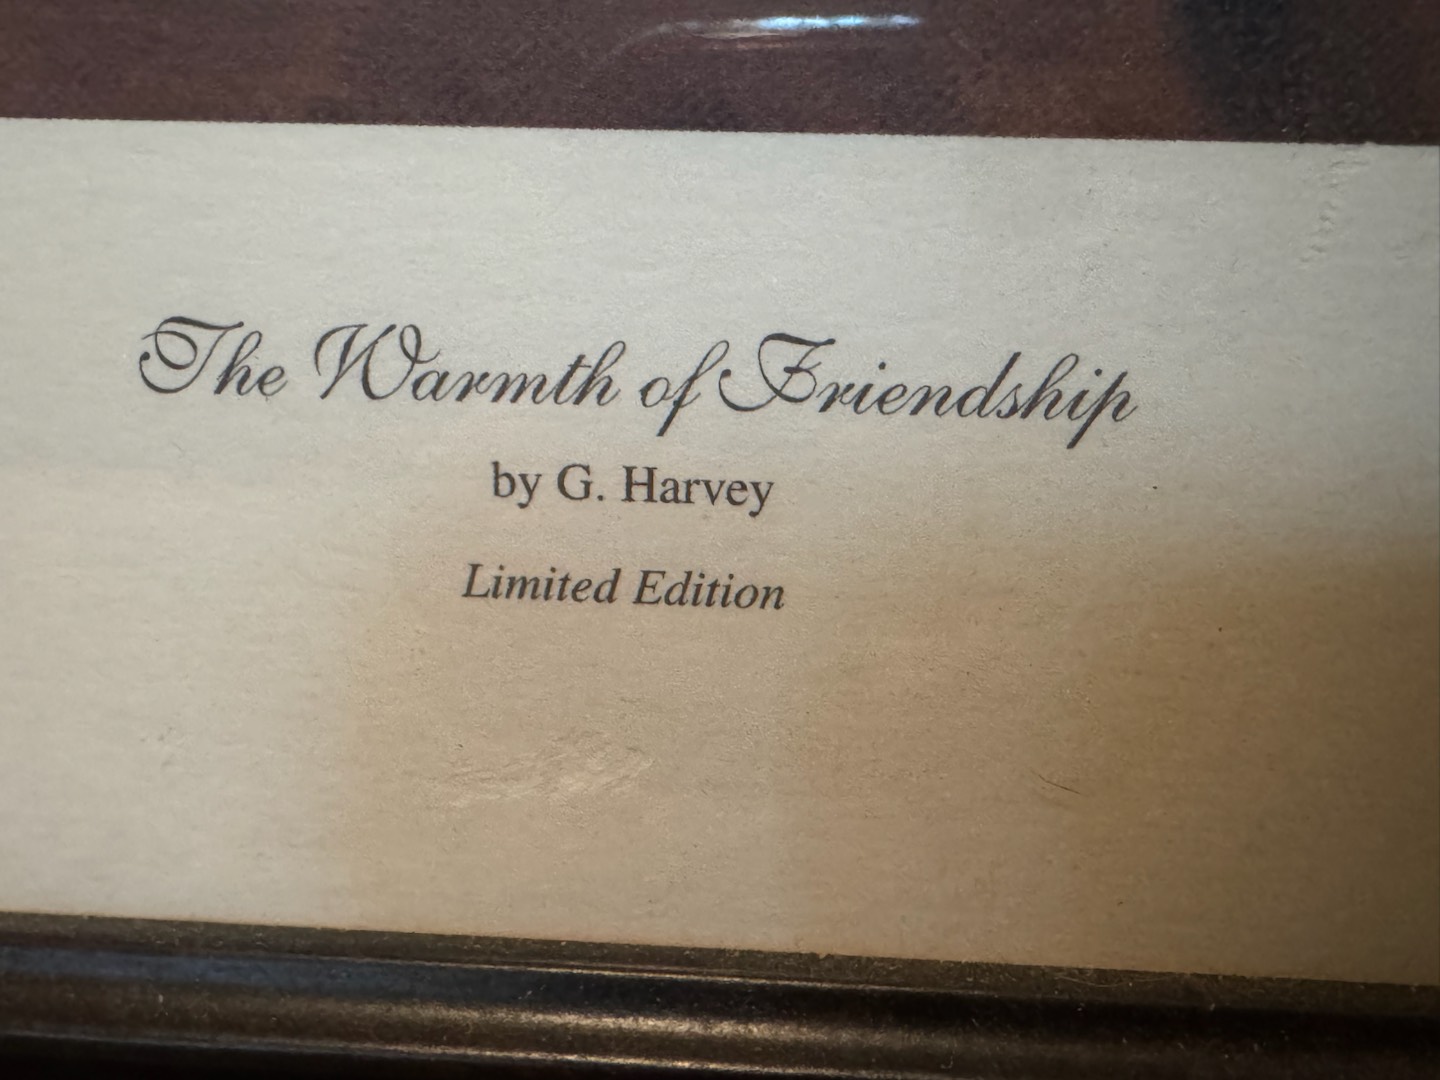 The Warmth of Friendship
by G. Harvey
Limited Edition